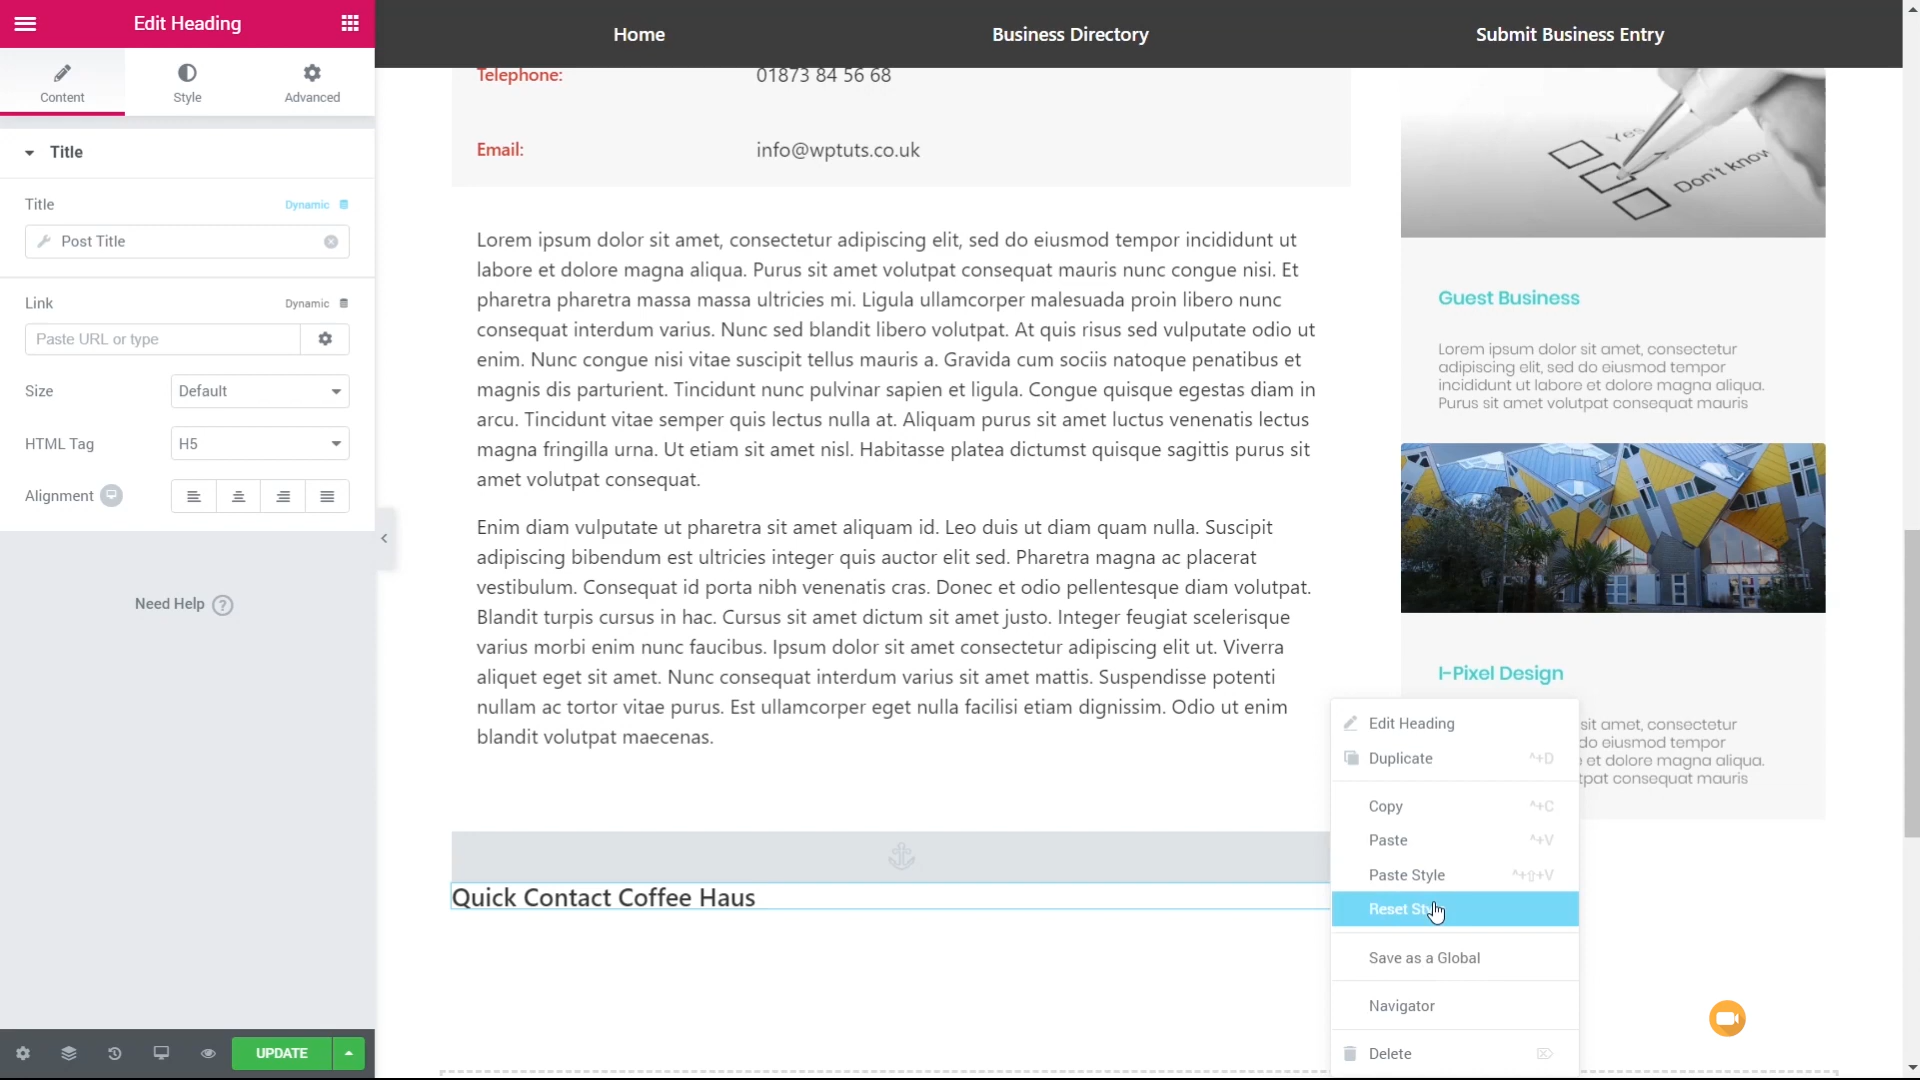 Edit Heading
Content
Style
Advanced
Title
Title
Dynamic
Post Title
Link
Dynamic
Paste URL or type
Size
Default
HTML Tag
H5
Alignment
Need Help ?
UPDATE
Home
Business Directory
Submit Business Entry
Telephone:
01873 84 56 68
Email:
info@wptuts.co.uk
Lorem ipsum dolor sit amet, consectetur adipiscing elit, sed do eiusmod tempor incididunt ut
labore et dolore magna aliqua. Purus sit amet volutpat consequat mauris nunc congue nisi. Et
pharetra pharetra massa massa ultricies mi. Ligula ullamcorper malesuada proin libero nunc
consequat interdum varius. Nunc sed blandit libero volutpat. At quis risus sed vulputate odio ut
enim. Nunc congue nisi vitae suscipit tellus mauris a. Gravida cum sociis natoque penatibus et
magnis dis parturient. Tincidunt nunc pulvinar sapien et ligula. Congue quisque egestas diam in
arcu. Tincidunt vitae semper quis lectus nulla at. Aliquam purus sit amet luctus venenatis lectus
magna fringilla urna. Ut etiam sit amet nisl. Habitasse platea dictumst quisque sagittis purus sit
amet volutpat consequat.
Enim diam vulputate ut pharetra sit amet aliquam id. Leo duis ut diam quam nulla. Suscipit
adipiscing bibendum est ultricies integer quis auctor elit sed. Pharetra magna ac placerat
vestibulum. Consequat id porta nibh venenatis cras. Donec et odio pellentesque diam volutpat.
Blandit turpis cursus in hac. Cursus sit amet dictum sit amet justo. Integer feugiat scelerisque
varius morbi enim nunc faucibus. Ipsum dolor sit amet consectetur adipiscing elit ut. Viverra
aliquet eget sit amet. Nunc consequat interdum varius sit amet mattis. Suspendisse potenti
nullam ac tortor vitae purus. Est ullamcorper eget nulla facilisi etiam dignissim. Odio ut enim
blandit volutpat maecenas.
Quick Contact Coffee Haus
Yes
Don't know
Guest Business
Lorem ipsum dolor sit amet, consectetur
adipiscing elit, sed do eiusmod tempor
incididunt ut labore et dolore magna aliqua.
Purus sit amet volutpat consequat mauris
I-Pixel Design
sit amet, consectetur
do eiusmod tempor
et dolore magna aliqua.
tpat consequat mauris
Edit Heading
Duplicate ^+D
Copy ^+C
Paste ^+V
Paste Style ^+⇧+V
Reset
Save as a Global
Navigator
Delete ⌦